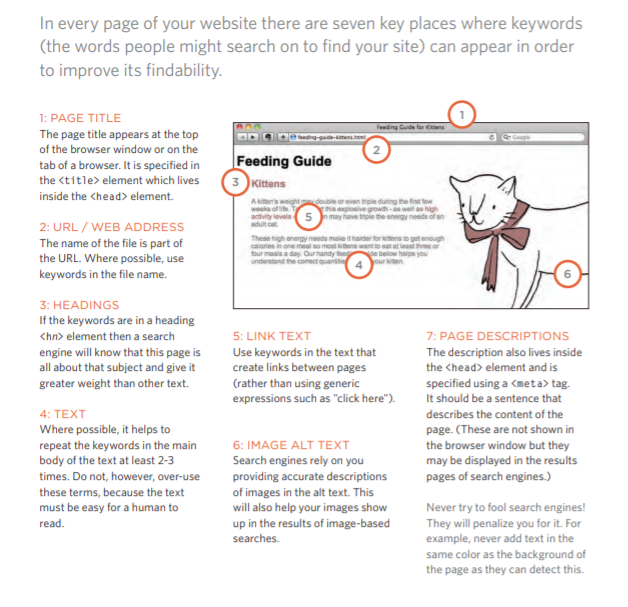 In every page of your website there are seven key places where keywords
(the words people might search on to find your site) can appear in order
to improve its findability.
1: PAGE TITLE
The page title appears at the top
of the browser window or on the
tab of a browser. It is specified in
the <title> element which lives
inside the <head> element.
2: URL / WEB ADDRESS
The name of the file is part of
the URL. Where possible, use
keywords in the file name.
3: HEADINGS
If the keywords are in a heading
<hn> element then a search
engine will know that this page is
all about that subject and give it
greater weight than other text.
4: TEXT
Where possible, it helps to
repeat the keywords in the main
body of the text at least 2-3
times. Do not, however, over-use
these terms, because the text
must be easy for a human to
read.
1
Feeding Guide for Kittens
feeding-guide-kittens.html
Google
2
Feeding Guide
3
Kittens
A kitten's weight may double or even triple during the first few
weeks of life. T this explosive growth - as well as high
activity levels - 5 n may have triple the energy needs of an
adult cat.
These high energy needs make it harder for kittens to get enough
calories in one meal so most kittens want to eat at least three or
four meals a day. Our handy feed de below helps you
understand the correct quantitie 4 your kitten.
6
5: LINK TEXT
Use keywords in the text that
create links between pages
(rather than using generic
expressions such as "click here").
6: IMAGE ALT TEXT
Search engines rely on you
providing accurate descriptions
of images in the alt text. This
will also help your images show
up in the results of image-based
searches.
7: PAGE DESCRIPTIONS
The description also lives inside
the <head> element and is
specified using a <meta> tag.
It should be a sentence that
describes the content of the
page. (These are not shown in
the browser window but they
may be displayed in the results
pages of search engines.)
Never try to fool search engines!
They will penalize you for it. For
example, never add text in the
same color as the background of
the page as they can detect this.